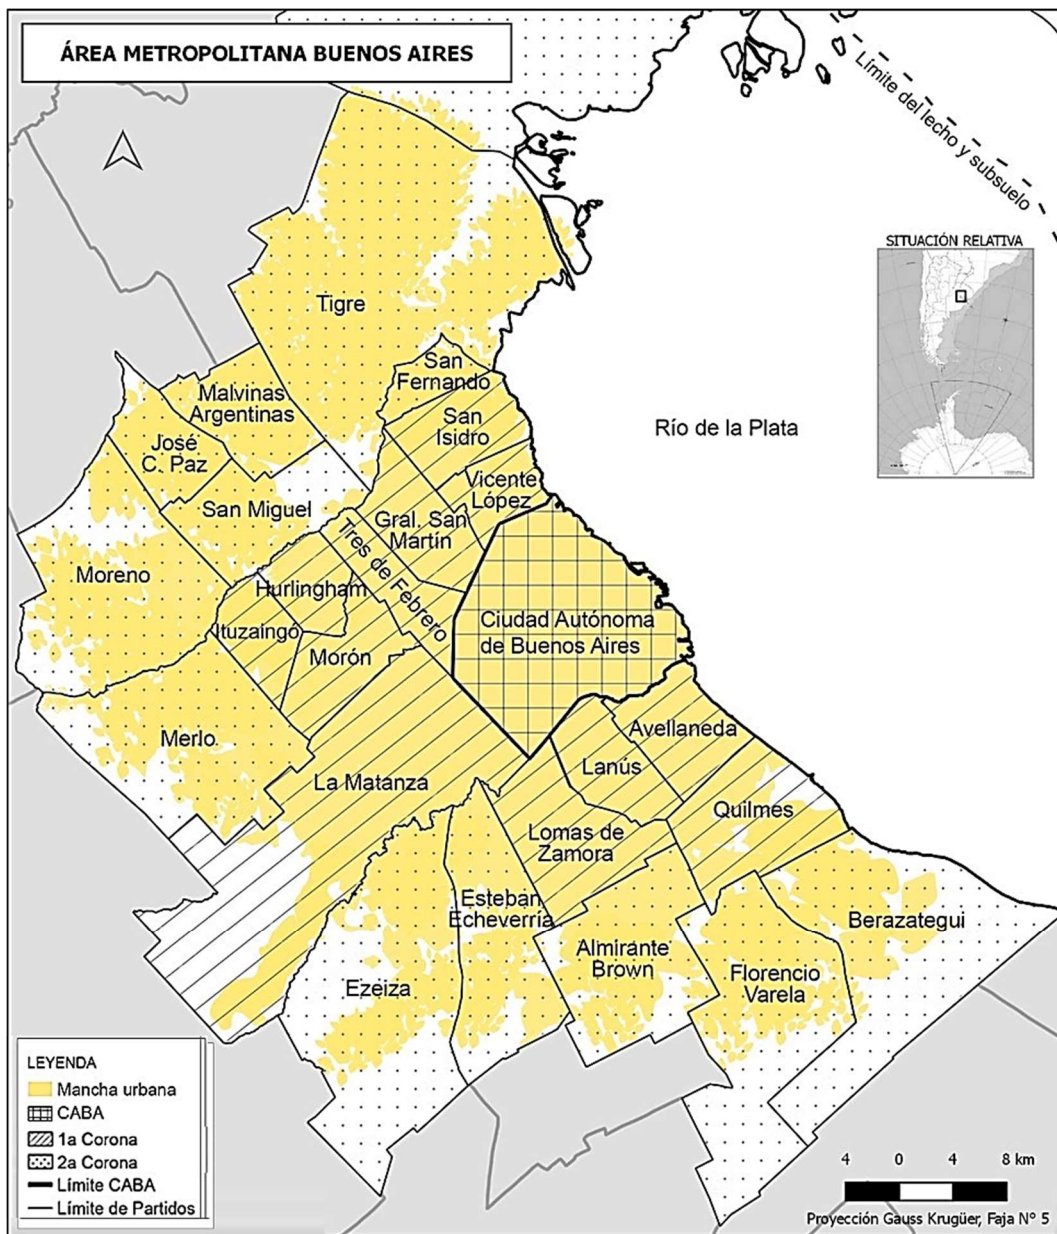 ÁREA METROPOLITANA BUENOS AIRES
Límite del lecho y subsuelo
SITUACIÓN RELATIVA
Tigre
San
Fernando
Malvinas
Argentinas
San
Isidro
Río de la Plata
José
C. Paz
Vicente
López
San Miguel
Gral. San
Martín
Tres de Febrero
Moreno
Hurlingham
Ciudad Autónoma
de Buenos Aires
Ituzaingó
Morón
Merlo
Avellaneda
La Matanza
Lanús
Quilmes
Lomas de
Zamora
Esteban
Echeverría
Berazategui
Almirante
Brown
Florencio
Varela
Ezeiza
LEYENDA
Mancha urbana
CABA
1a Corona
2a Corona
Límite CABA
Límite de Partidos
4 0 4 8 km
Proyección Gauss Krugüer, Faja N° 5